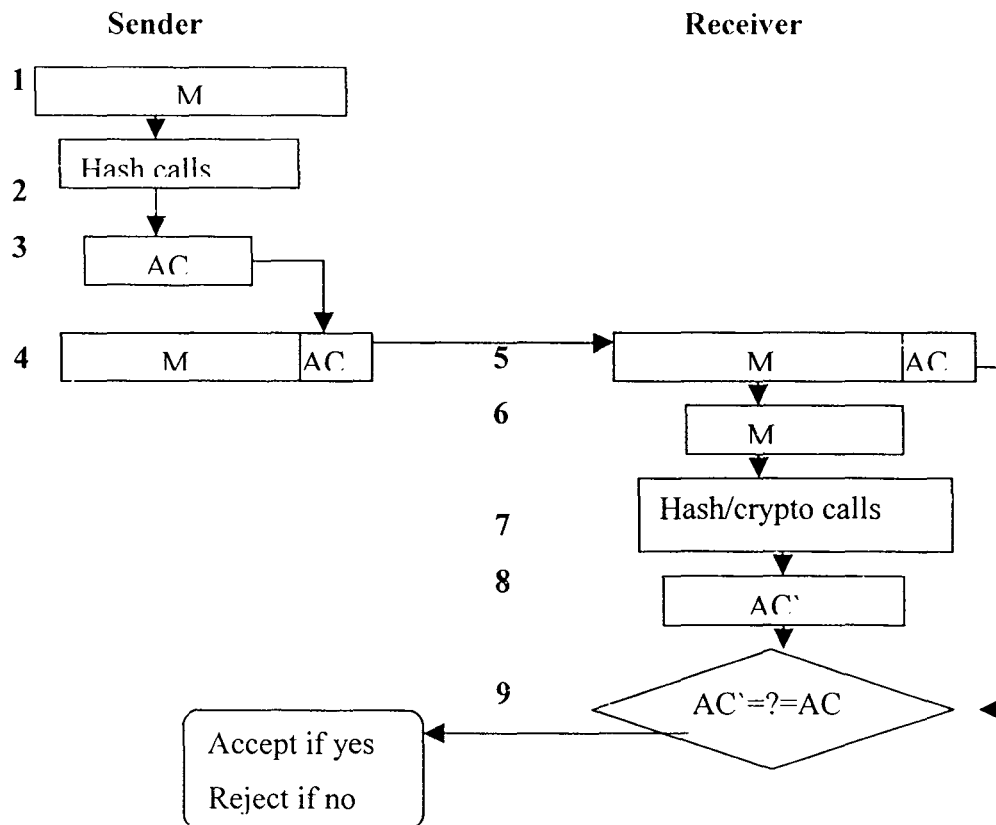 Sender
Receiver
1
M
Hash calls
2
3
AC
4
M
AC
5
M
AC
6
M
Hash/crypto calls
7
8
AC`
9
AC`=?=AC
Accept if yes
Reject if no